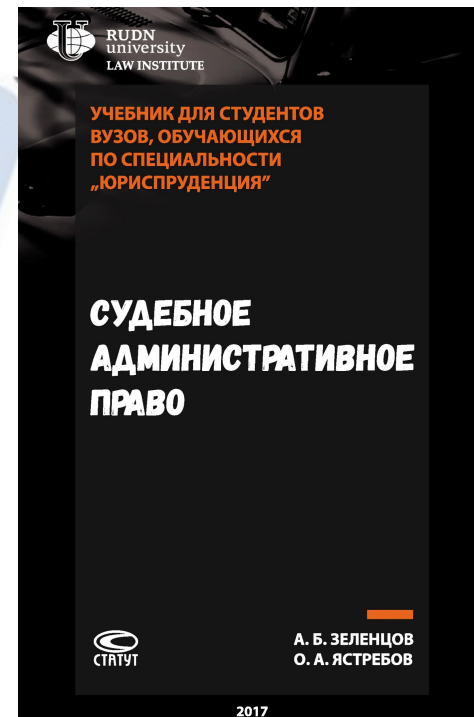 RUDN
university
LAW INSTITUTE
УЧЕБНИК ДЛЯ СТУДЕНТОВ
ВУЗОВ, ОБУЧАЮЩИХСЯ
ПО СПЕЦИАЛЬНОСТИ
„ЮРИСПРУДЕНЦИЯ”
СУДЕБНОЕ
АДМИНИСТРАТИВНОЕ
ПРАВО
СТАТУТ
А. Б. ЗЕЛЕНЦОВ
О. А. ЯСТРЕБОВ
2017